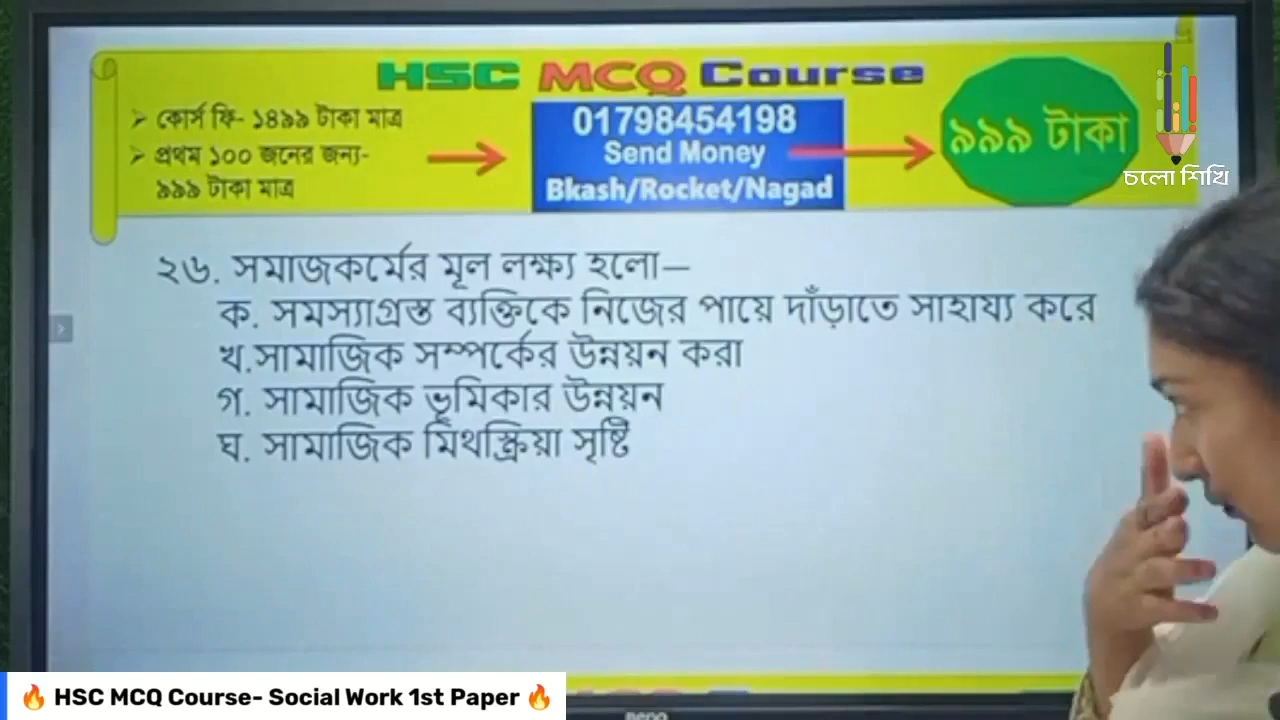 HSC MCQ Course
➢ কোর্স ফি- ১৪৯৯ টাকা মাত্র
➢ প্রথম ১০০ জনের জন্য-
৯৯৯ টাকা মাত্র
01798454198
Send Money
Bkash/Rocket/Nagad
৯৯৯ টাকা
চলো শিখি
২৬. সমাজকর্মের মূল লক্ষ্য হলো—
ক. সমস্যাগ্রস্ত ব্যক্তিকে নিজের পায়ে দাঁড়াতে সাহায্য করে
খ.সামাজিক সম্পর্কের উন্নয়ন করা
গ. সামাজিক ভূমিকার উন্নয়ন
ঘ. সামাজিক মিথস্ক্রিয়া সৃষ্টি
🔥 HSC MCQ Course- Social Work 1st Paper 🔥